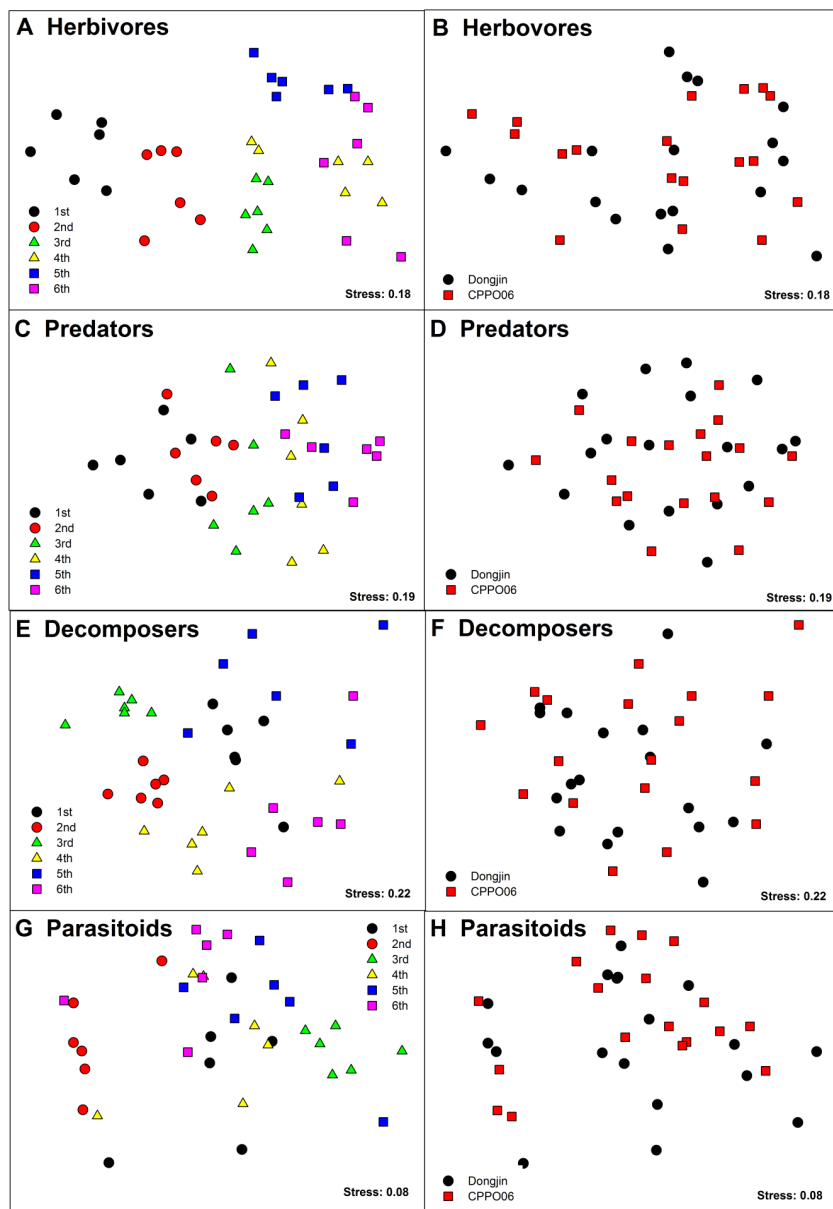 A Herbivores
1st
2nd
3rd
4th
5th
6th
Stress: 0.18
B Herbovores
Dongjin
CPPO06
Stress: 0.18
C Predators
1st
2nd
3rd
4th
5th
6th
Stress: 0.19
D Predators
Dongjin
CPPO06
Stress: 0.19
E Decomposers
1st
2nd
3rd
4th
5th
6th
Stress: 0.22
F Decomposers
Dongjin
CPPO06
Stress: 0.22
G Parasitoids
1st
2nd
3rd
4th
5th
6th
Stress: 0.08
H Parasitoids
Dongjin
CPPO06
Stress: 0.08